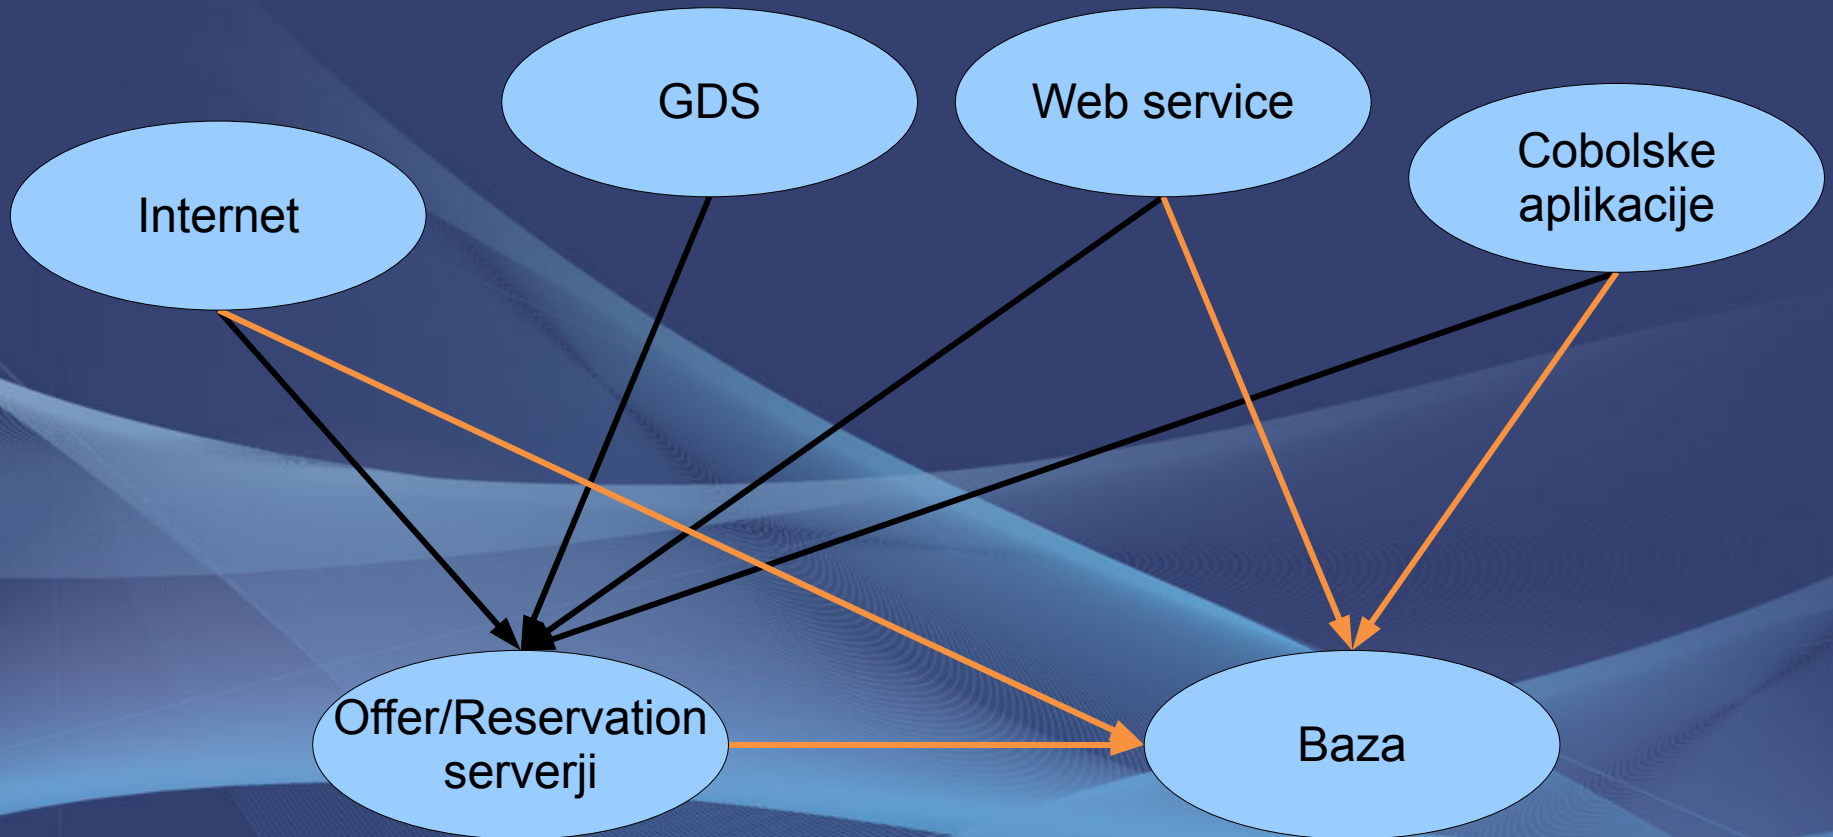 GDS
Web service
Cobolske
aplikacije
Internet
Offer/Reservation
serverji
Baza